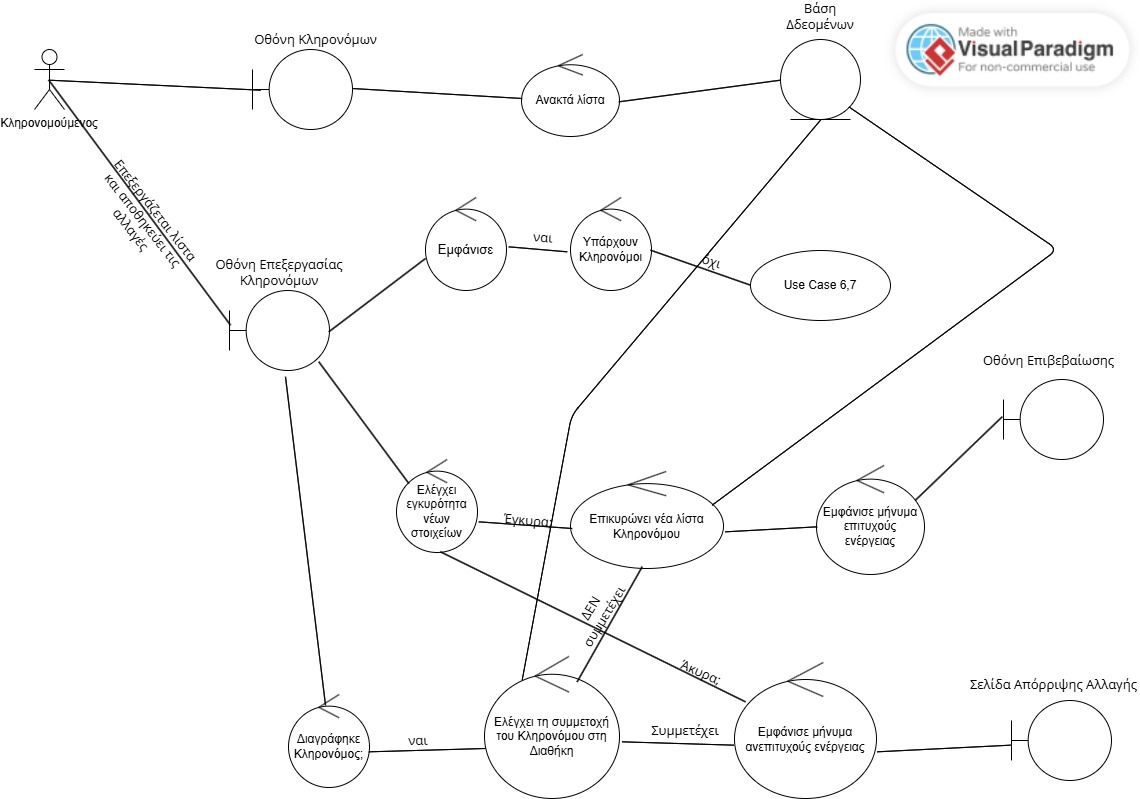 Βάση
Δδεομένων
Made with
Visual Paradigm
For non-commercial use
Οθόνη Κληρονόμων
Ανακτά λίστα
Κληρονομούμενος
Επεξεργάζεται λίστα
και αποθηκεύει τις
αλλαγές
Εμφάνισε
ναι
Υπάρχουν
Κληρονόμοι
όχι
Use Case 6,7
Οθόνη Επεξεργασίας
Κληρονόμων
Οθόνη Επιβεβαίωσης
Ελέγχει
εγκυρότητα
νέων
στοιχείων
Έγκυρα;
Επικυρώνει νέα λίστα
Κληρονόμου
Εμφάνισε μήνυμα
επιτυχούς
ενέργειας
ΔΕΝ
συμμετέχει
Άκυρα;
Σελίδα Απόρριψης Αλλαγής
Διαγράφηκε
Κληρονόμος;
ναι
Ελέγχει τη συμμετοχή
του Κληρονόμου στη
Διαθήκη
Συμμετέχει
Εμφάνισε μήνυμα
ανεπιτυχούς ενέργειας